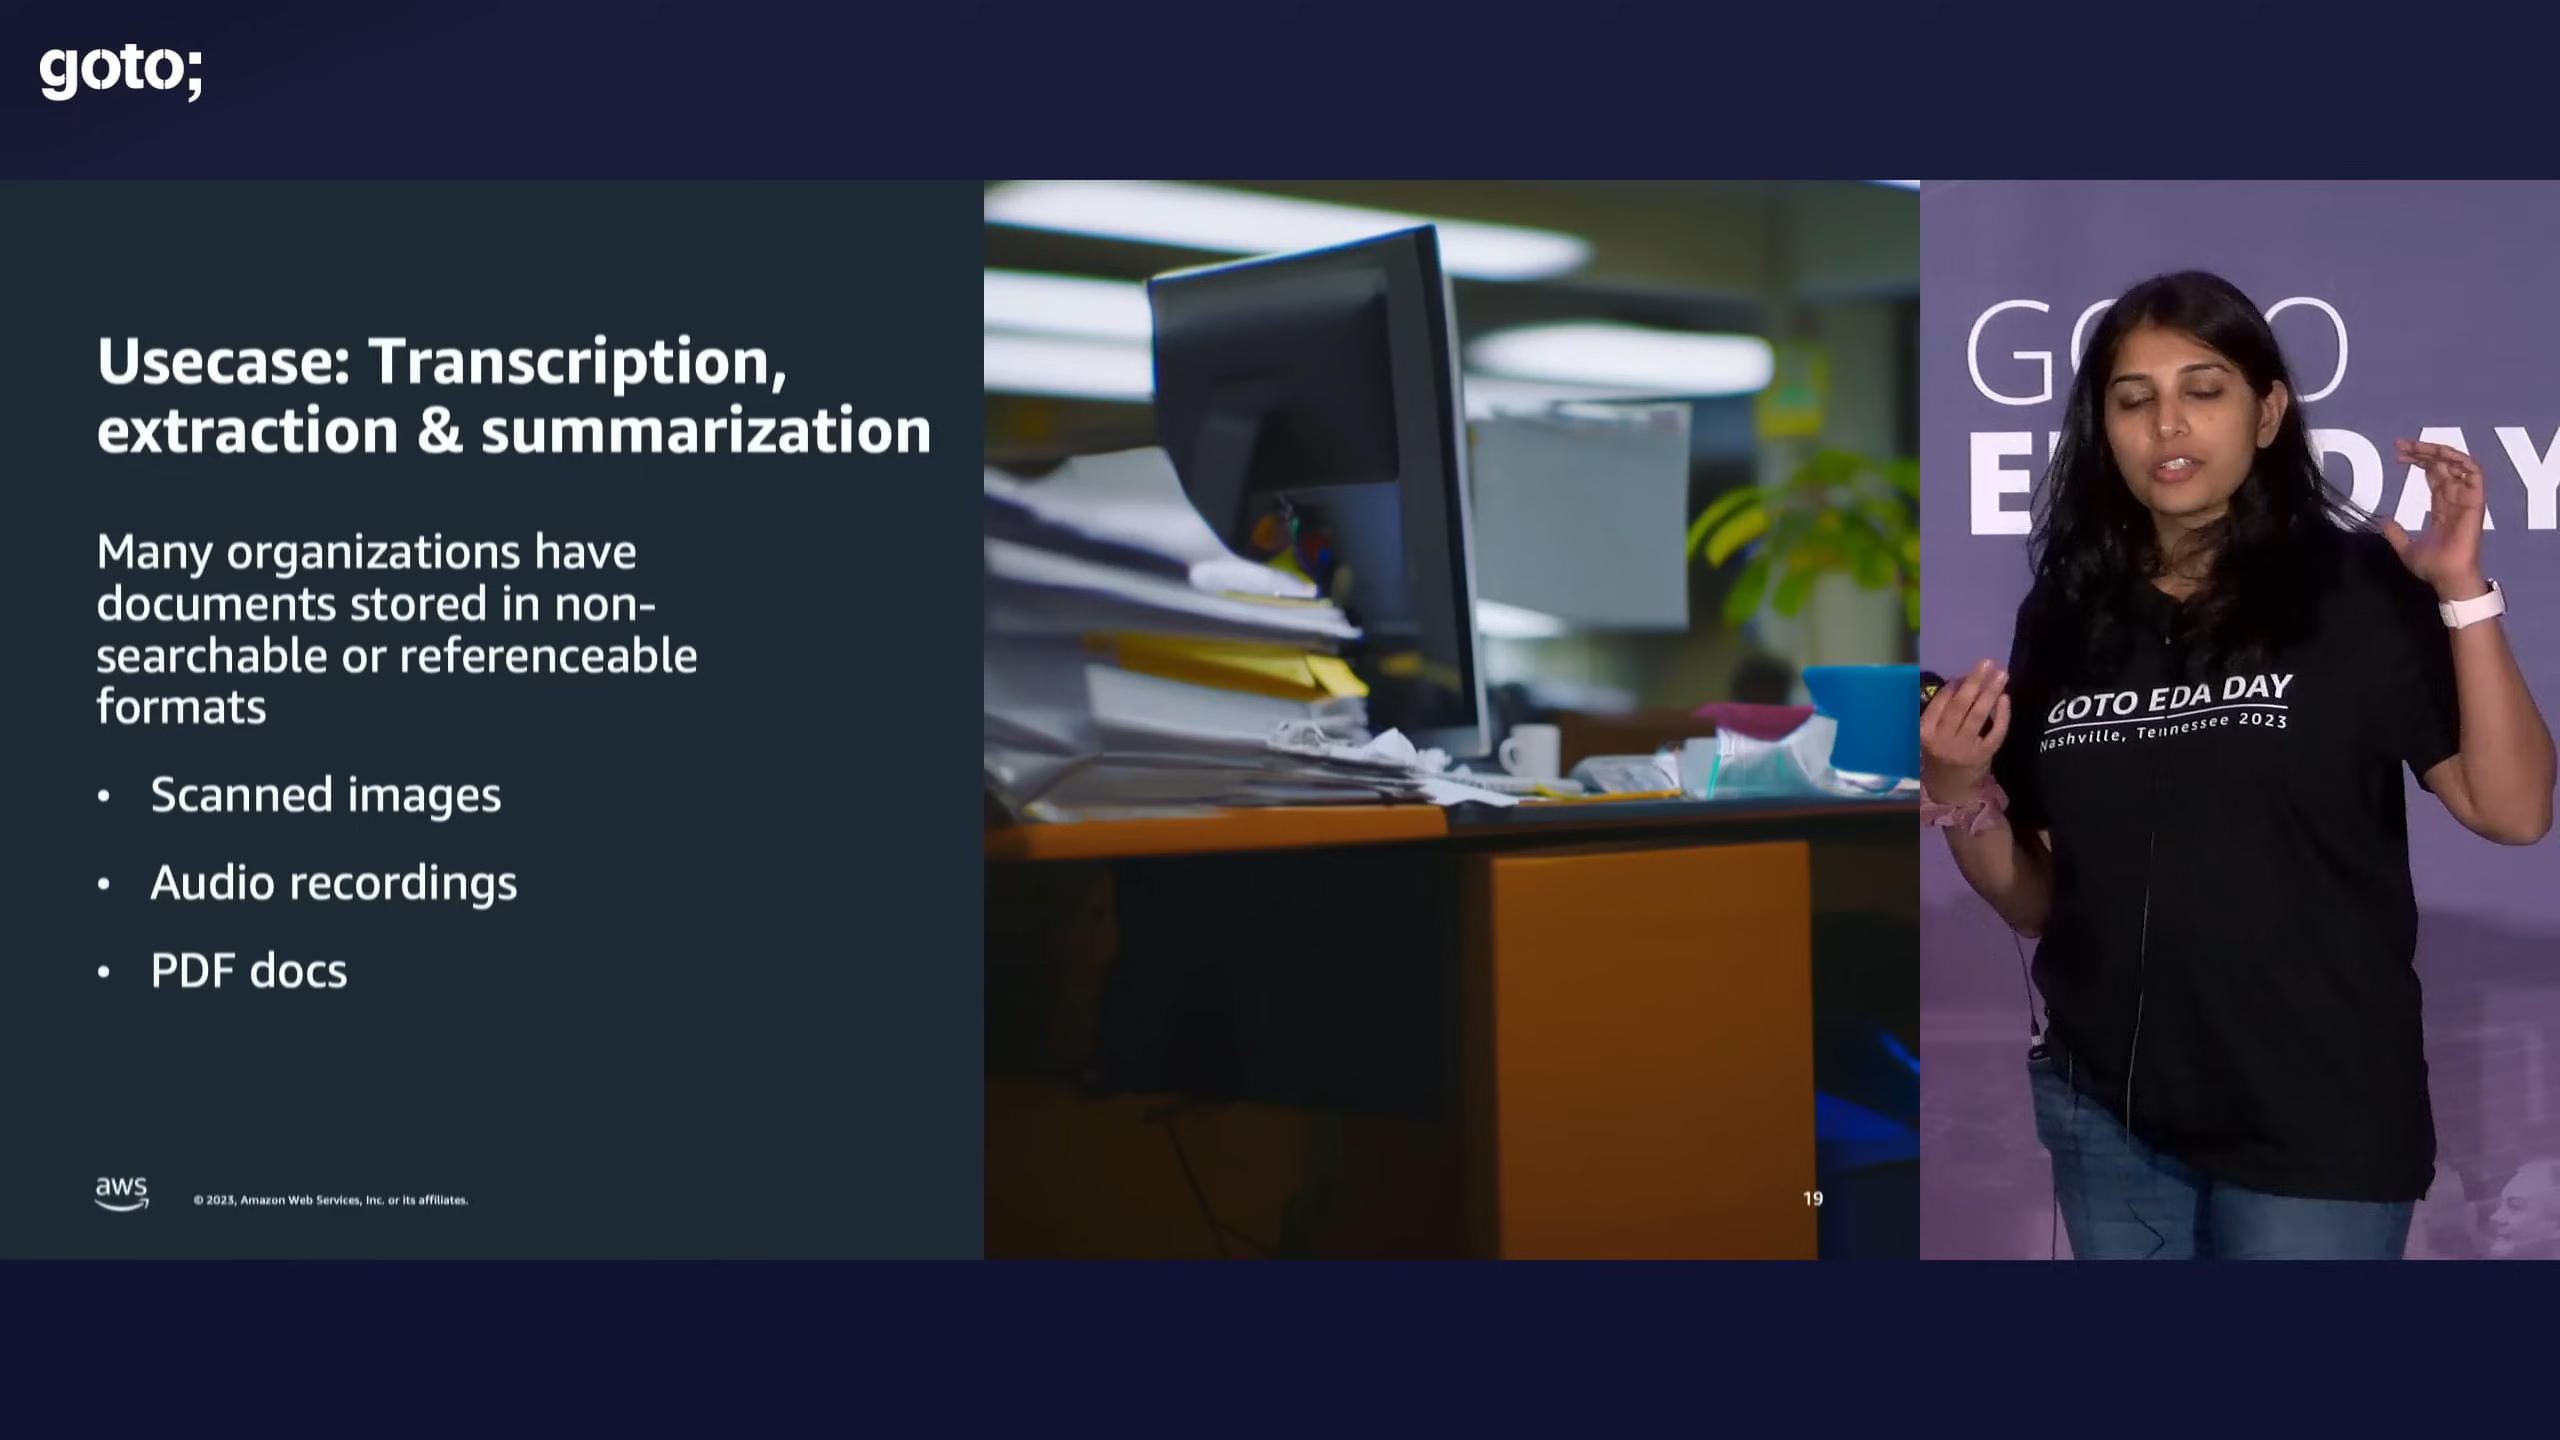 goto;
Usecase: Transcription,
extraction & summarization
Many organizations have
documents stored in non-
searchable or referenceable
formats
• Scanned images
• Audio recordings
• PDF docs
aws
© 2023, Amazon Web Services, Inc. or its affiliates.
19
DAY
GOTO EDA DAY
Nashville, Tennessee 2023